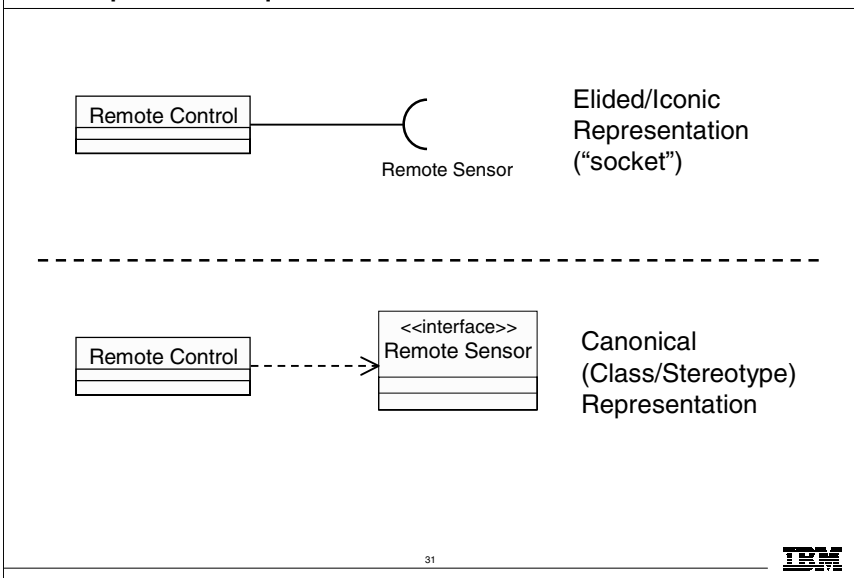 Remote Control
Remote Sensor
Elided/Iconic
Representation
(“socket”)
Remote Control
<<interface>>
Remote Sensor
Canonical
(Class/Stereotype)
Representation
31
IBM